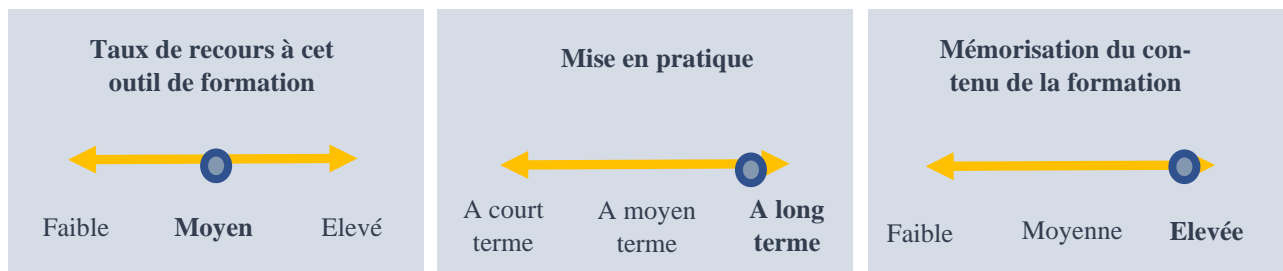 Taux de recours à cet
outil de formation
Faible
Moyen
Elevé
Mise en pratique
A court
terme
A moyen
terme
A long
terme
Mémorisation du con-
tenu de la formation
Faible
Moyenne
Elevée